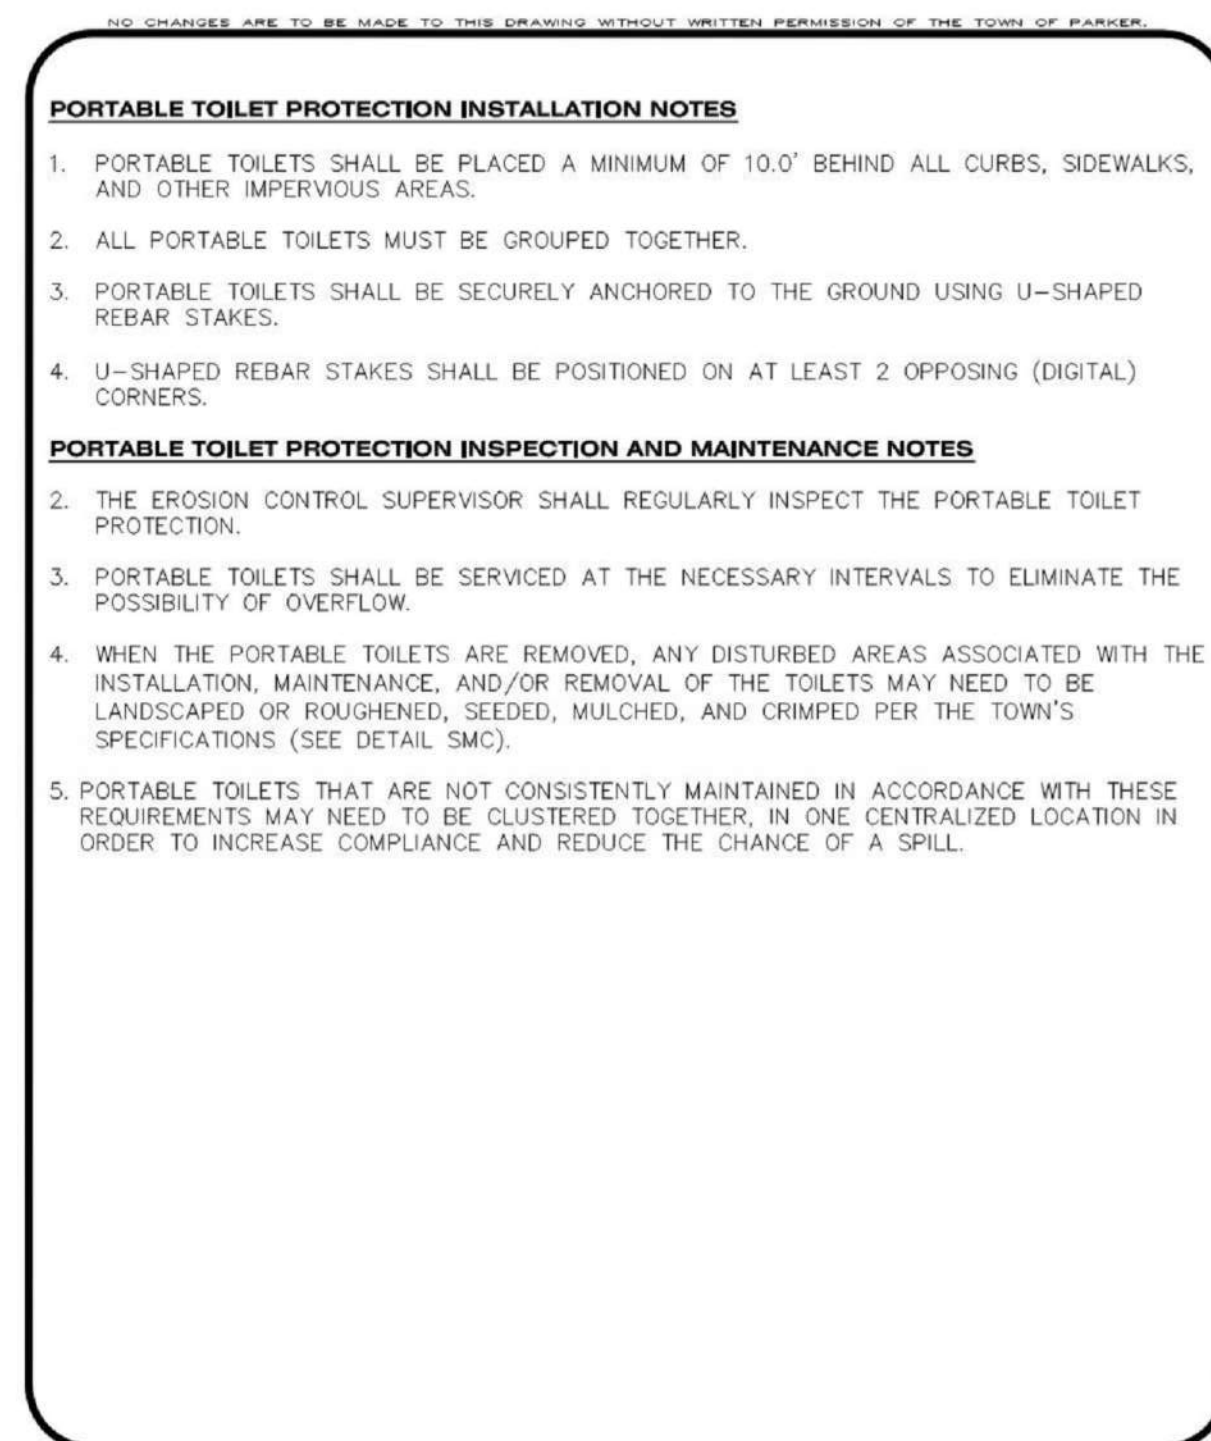 NO CHANGES ARE TO BE MADE TO THIS DRAWING WITHOUT WRITTEN PERMISSION OF THE TOWN OF PARKER.
PORTABLE TOILET PROTECTION INSTALLATION NOTES
1. PORTABLE TOILETS SHALL BE PLACED A MINIMUM OF 10.0' BEHIND ALL CURBS, SIDEWALKS,
AND OTHER IMPERVIOUS AREAS.
2. ALL PORTABLE TOILETS MUST BE GROUPED TOGETHER.
3. PORTABLE TOILETS SHALL BE SECURELY ANCHORED TO THE GROUND USING U-SHAPED
REBAR STAKES.
4. U-SHAPED REBAR STAKES SHALL BE POSITIONED ON AT LEAST 2 OPPOSING (DIGITAL)
CORNERS.
PORTABLE TOILET PROTECTION INSPECTION AND MAINTENANCE NOTES
2. THE EROSION CONTROL SUPERVISOR SHALL REGULARLY INSPECT THE PORTABLE TOILET
PROTECTION.
3. PORTABLE TOILETS SHALL BE SERVICED AT THE NECESSARY INTERVALS TO ELIMINATE THE
POSSIBILITY OF OVERFLOW.
4. WHEN THE PORTABLE TOILETS ARE REMOVED, ANY DISTURBED AREAS ASSOCIATED WITH THE
INSTALLATION, MAINTENANCE, AND/OR REMOVAL OF THE TOILETS MAY NEED TO BE
LANDSCAPED OR ROUGHENED, SEEDED, MULCHED, AND CRIMPED PER THE TOWN'S
SPECIFICATIONS (SEE DETAIL SMC).
5. PORTABLE TOILETS THAT ARE NOT CONSISTENTLY MAINTAINED IN ACCORDANCE WITH THESE
REQUIREMENTS MAY NEED TO BE CLUSTERED TOGETHER, IN ONE CENTRALIZED LOCATION IN
ORDER TO INCREASE COMPLIANCE AND REDUCE THE CHANCE OF A SPILL.